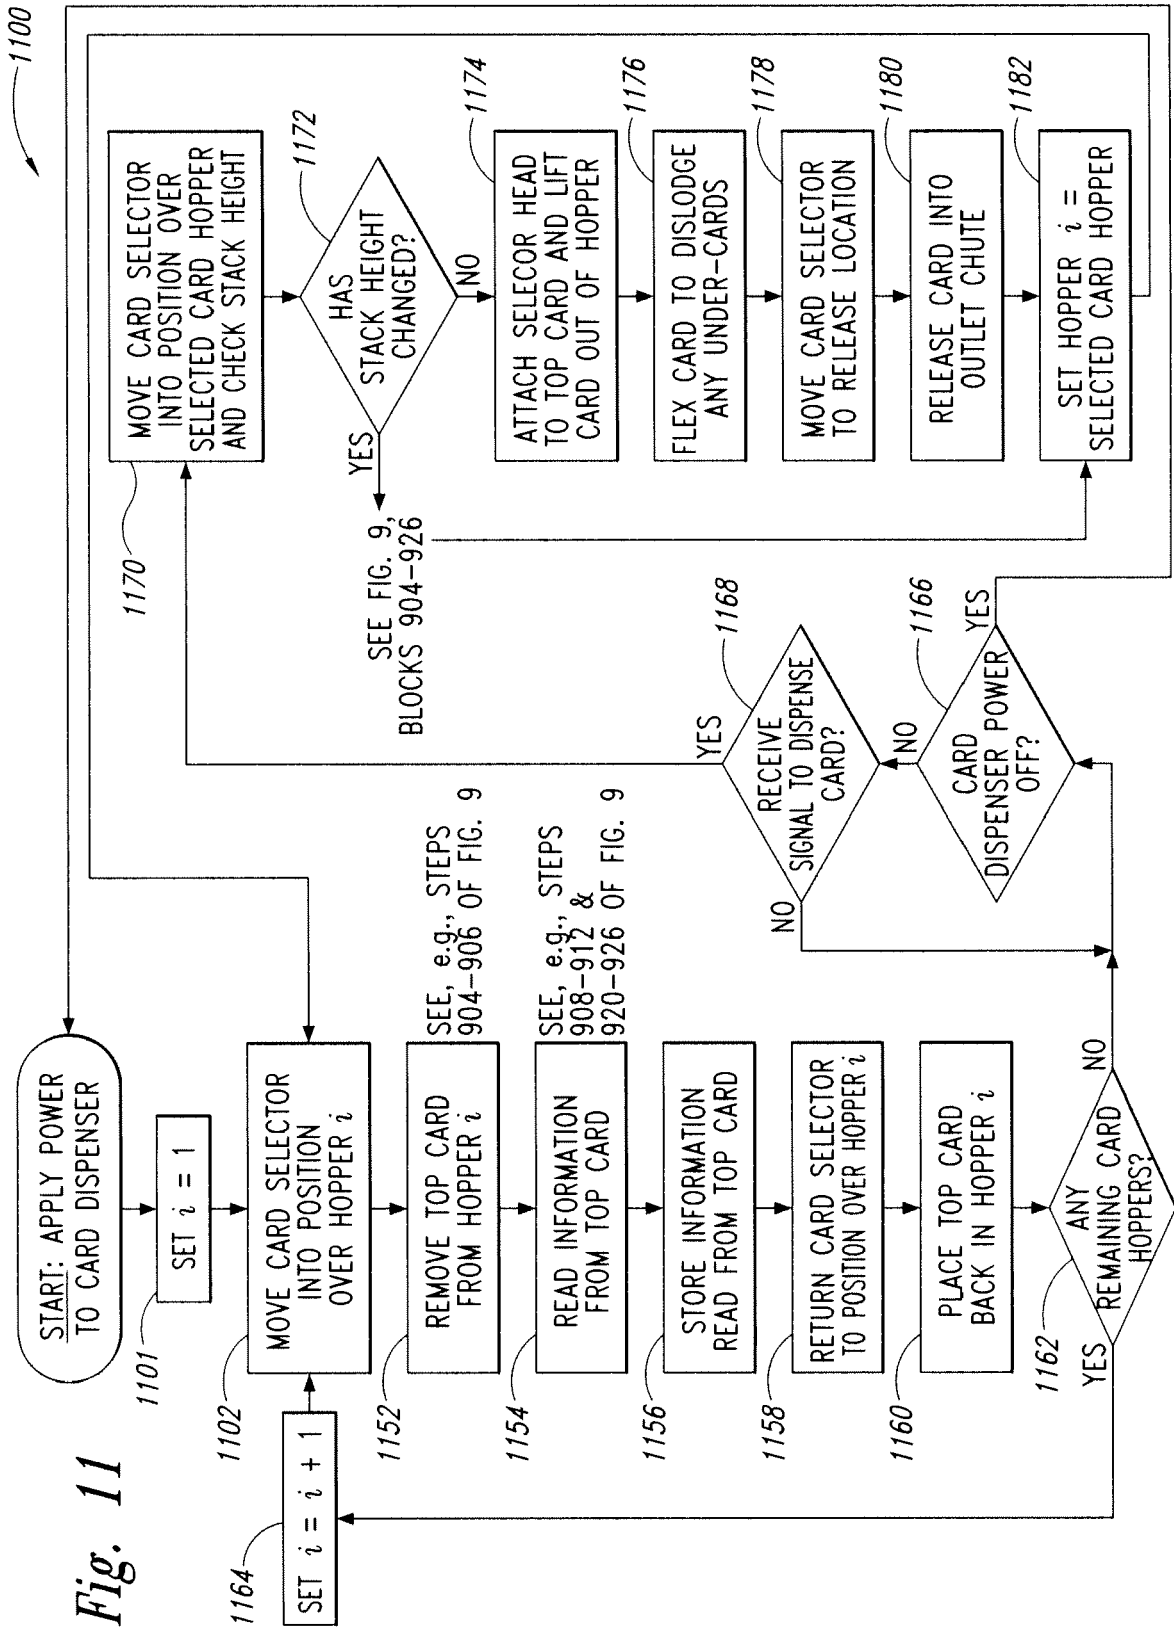 Fig. 11
1100
START: APPLY POWER
TO CARD DISPENSER
1101
SET i = 1
1164
SET i = i + 1
1102
MOVE CARD SELECTOR
INTO POSITION
OVER HOPPER i
1152
REMOVE TOP CARD
FROM HOPPER i
SEE, e.g., STEPS
904–906 OF FIG. 9
1154
READ INFORMATION
FROM TOP CARD
SEE, e.g., STEPS
908–912 &
920–926 OF FIG. 9
1156
STORE INFORMATION
READ FROM TOP CARD
1158
RETURN CARD SELECTOR
TO POSITION OVER HOPPER i
1160
PLACE TOP CARD
BACK IN HOPPER i
1162
ANY
REMAINING CARD
HOPPERS?
YES
NO
1166
CARD
DISPENSER POWER
OFF?
YES
NO
1168
RECEIVE
SIGNAL TO DISPENSE
CARD?
NO
YES
1170
MOVE CARD SELECTOR
INTO POSITION OVER
SELECTED CARD HOPPER
AND CHECK STACK HEIGHT
1172
HAS
STACK HEIGHT
CHANGED?
YES
NO
SEE FIG. 9,
BLOCKS 904–926
1174
ATTACH SELECOR HEAD
TO TOP CARD AND LIFT
CARD OUT OF HOPPER
1176
FLEX CARD TO DISLODGE
ANY UNDER–CARDS
1178
MOVE CARD SELECTOR
TO RELEASE LOCATION
1180
RELEASE CARD INTO
OUTLET CHUTE
1182
SET HOPPER i =
SELECTED CARD HOPPER